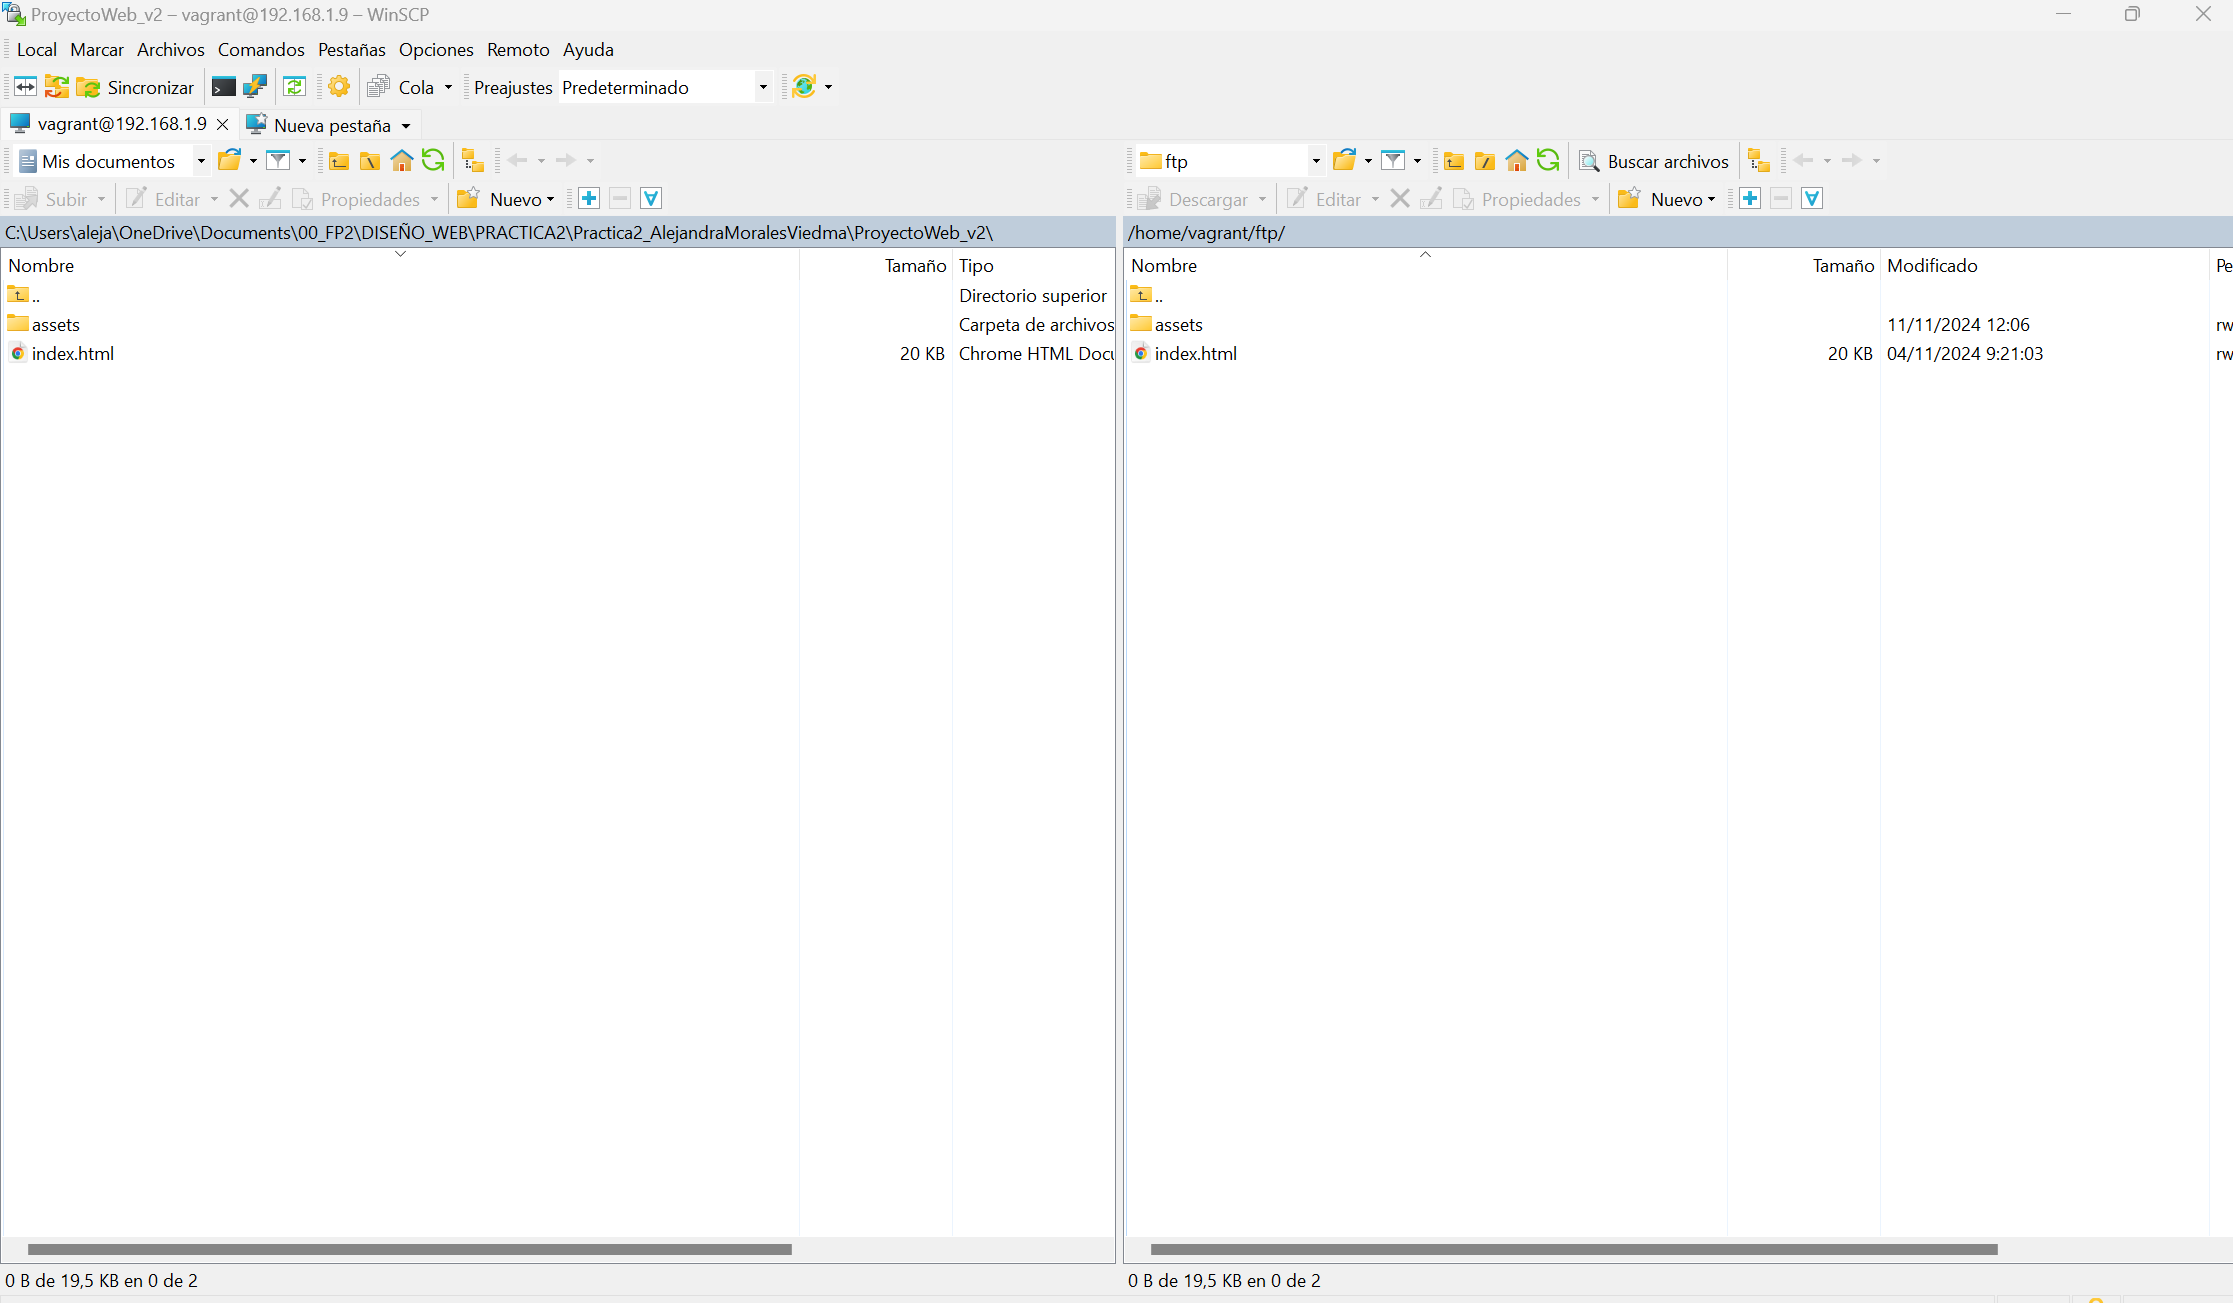 ProyectoWeb_v2 – vagrant@192.168.1.9 – WinSCP
Local Marcar Archivos Comandos Pestañas Opciones Remoto Ayuda
Sincronizar Cola Preajustes Predeterminado
vagrant@192.168.1.9 Nueva pestaña
Mis documentos
Subir Editar Propiedades Nuevo
C:\Users\aleja\OneDrive\Documents\00_FP2\DISEÑO_WEB\PRACTICA2\Practica2_AlejandraMoralesViedma\ProyectoWeb_v2\
Nombre Tamaño Tipo
.. Directorio superior
assets Carpeta de archivos
index.html 20 KB Chrome HTML Docu
0 B de 19,5 KB en 0 de 2
ftp Buscar archivos
Descargar Editar Propiedades Nuevo
/home/vagrant/ftp/
Nombre Tamaño Modificado Pe
..
assets 11/11/2024 12:06 rw
index.html 20 KB 04/11/2024 9:21:03 rw
0 B de 19,5 KB en 0 de 2